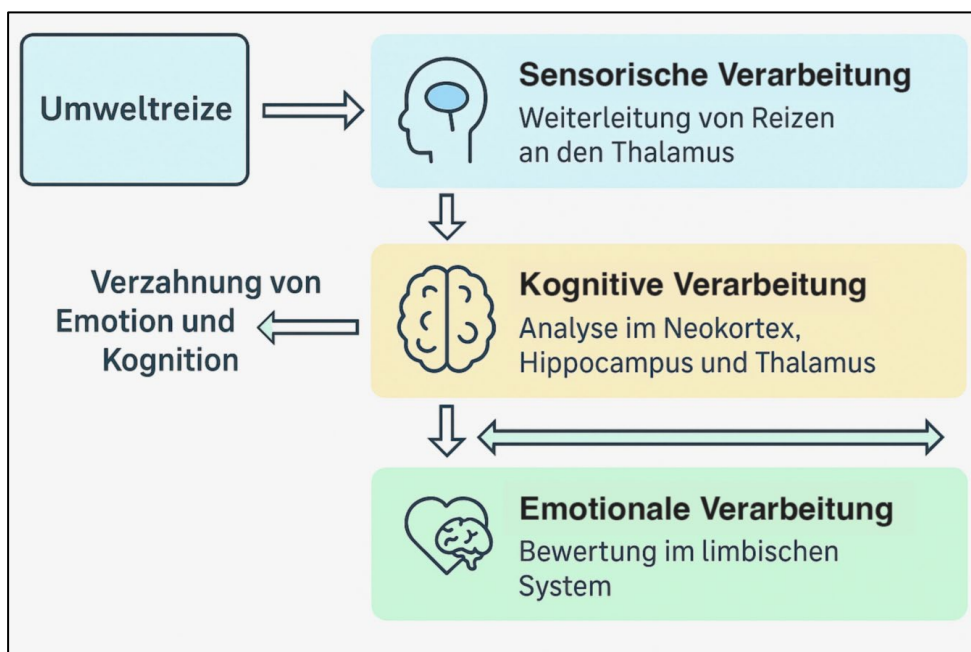 Umweltreize
Sensorische Verarbeitung
Weiterleitung von Reizen
an den Thalamus
Verzahnung von
Emotion und
Kognition
Kognitive Verarbeitung
Analyse im Neokortex,
Hippocampus und Thalamus
Emotionale Verarbeitung
Bewertung im limbischen
System